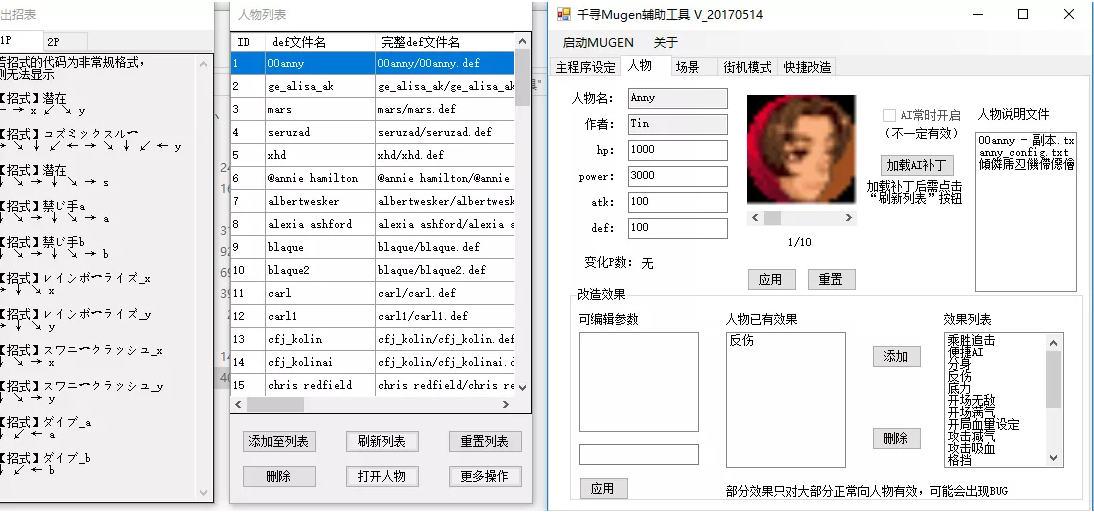 出招表
1P
2P
若招式的代码为非常规格式，
则无法显示
【招式】潜在
→ x ↙ ↘ y
【招式】コズミックスルー
→ ↘ ↓ ↙ ← → ↘ ↓ ↙ ← y
【招式】潜在
↓ ↘ → ↓ ↘ → s
【招式】禁じ手a
↓ ↘ → ↓ ↘ → a
【招式】禁じ手b
↓ ↘ → ↓ ↘ → b
【招式】レインボーライズ_x
→ ↓ ↘ x
【招式】レインボーライズ_y
→ ↓ ↘ y
【招式】スワニークラッシュ_x
↓ ↘ → x
【招式】スワニークラッシュ_y
↓ ↘ → y
【招式】ダイブ_a
↓ ↙ ← a
【招式】ダイブ_b
↓ ↙ ← b
人物列表
ID def文件名 完整def文件名
1 00anny 00anny/00anny.def
2 ge_alisa_ak ge_alisa_ak/ge_alisa_
3 mars mars/mars.def
4 seruzad seruzad/seruzad.def
5 xhd xhd/xhd.def
6 @annie hamilton @annie hamilton/@annie
7 albertwesker albertwesker/albertwes
8 alexia ashford alexia ashford/alexia a
9 blaque blaque/blaque.def
10 blaque2 blaque/blaque2.def
11 carl carl/carl.def
12 carl1 carl1/carl1.def
13 cfj_kolin cfj_kolin/cfj_kolin.def
14 cfj_kolinai cfj_kolin/cfj_kolinai.d
15 chris redfield chris redfield/chris re
添加至列表 刷新列表 重置列表
删除 打开人物 更多操作
千寻Mugen辅助工具 V_20170514
启动MUGEN 关于
主程序设定 人物 场景 街机模式 快捷改造
人物名： Anny
作者： Tin
hp： 1000
power： 3000
atk： 100
def： 100
变化P数： 无
1/10
应用 重置
AI常时开启
（不一定有效）
加载AI补丁
加载补丁后需点击
“刷新列表”按钮
人物说明文件
00anny - 副本.tx
anny_config.txt
改造效果
可编辑参数
应用
人物已有效果
反伤
添加
删除
效果列表
乘胜追击
便捷AI
分身
反伤
底力
开场无敌
开场满气
开局血量设定
攻击减气
攻击吸血
格挡
部分效果只对大部分正常向人物有效，可能会出现BUG